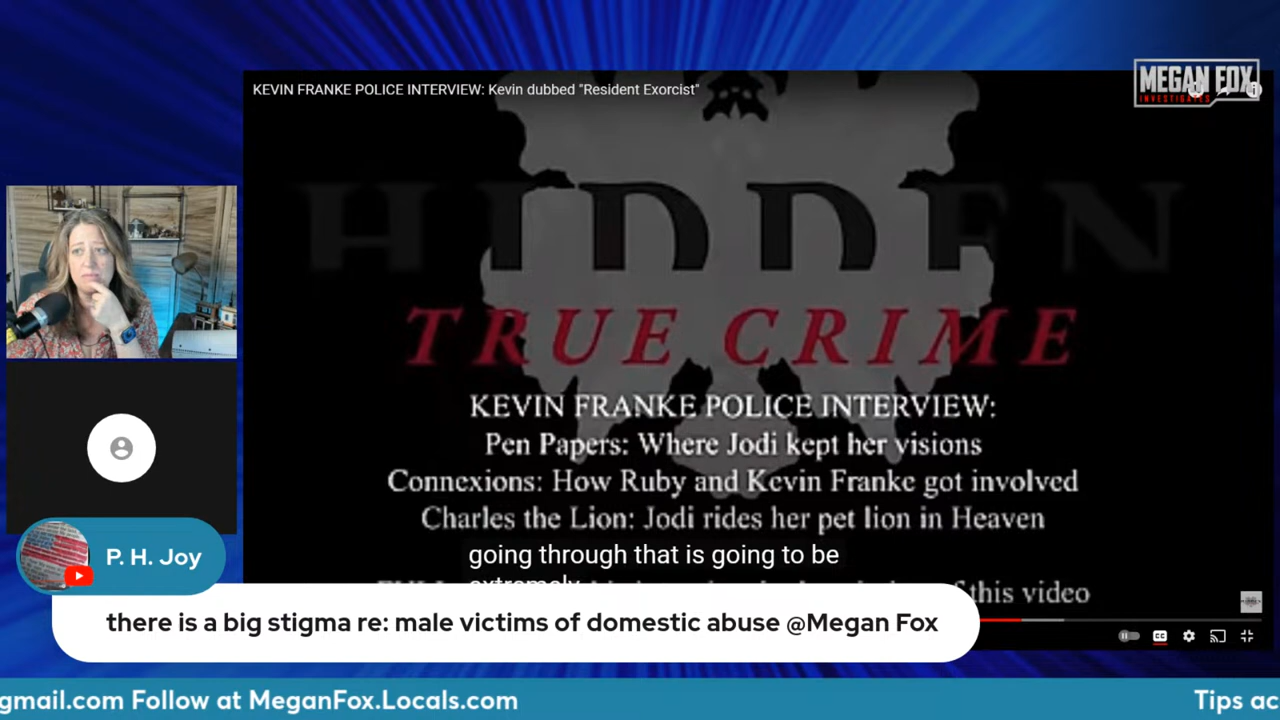 KEVIN FRANKE POLICE INTERVIEW: Kevin dubbed "Resident Exorcist"
MEGAN FOX
INVESTIGATES
HIDDEN
TRUE CRIME
KEVIN FRANKE POLICE INTERVIEW:
Pen Papers: Where Jodi kept her visions
Connexions: How Ruby and Kevin Franke got involved
Charles the Lion: Jodi rides her pet lion in Heaven
going through that is going to be
extremely
this video
P. H. Joy
there is a big stigma re: male victims of domestic abuse @Megan Fox
CC
gmail.com Follow at MeganFox.Locals.com
Tips ac